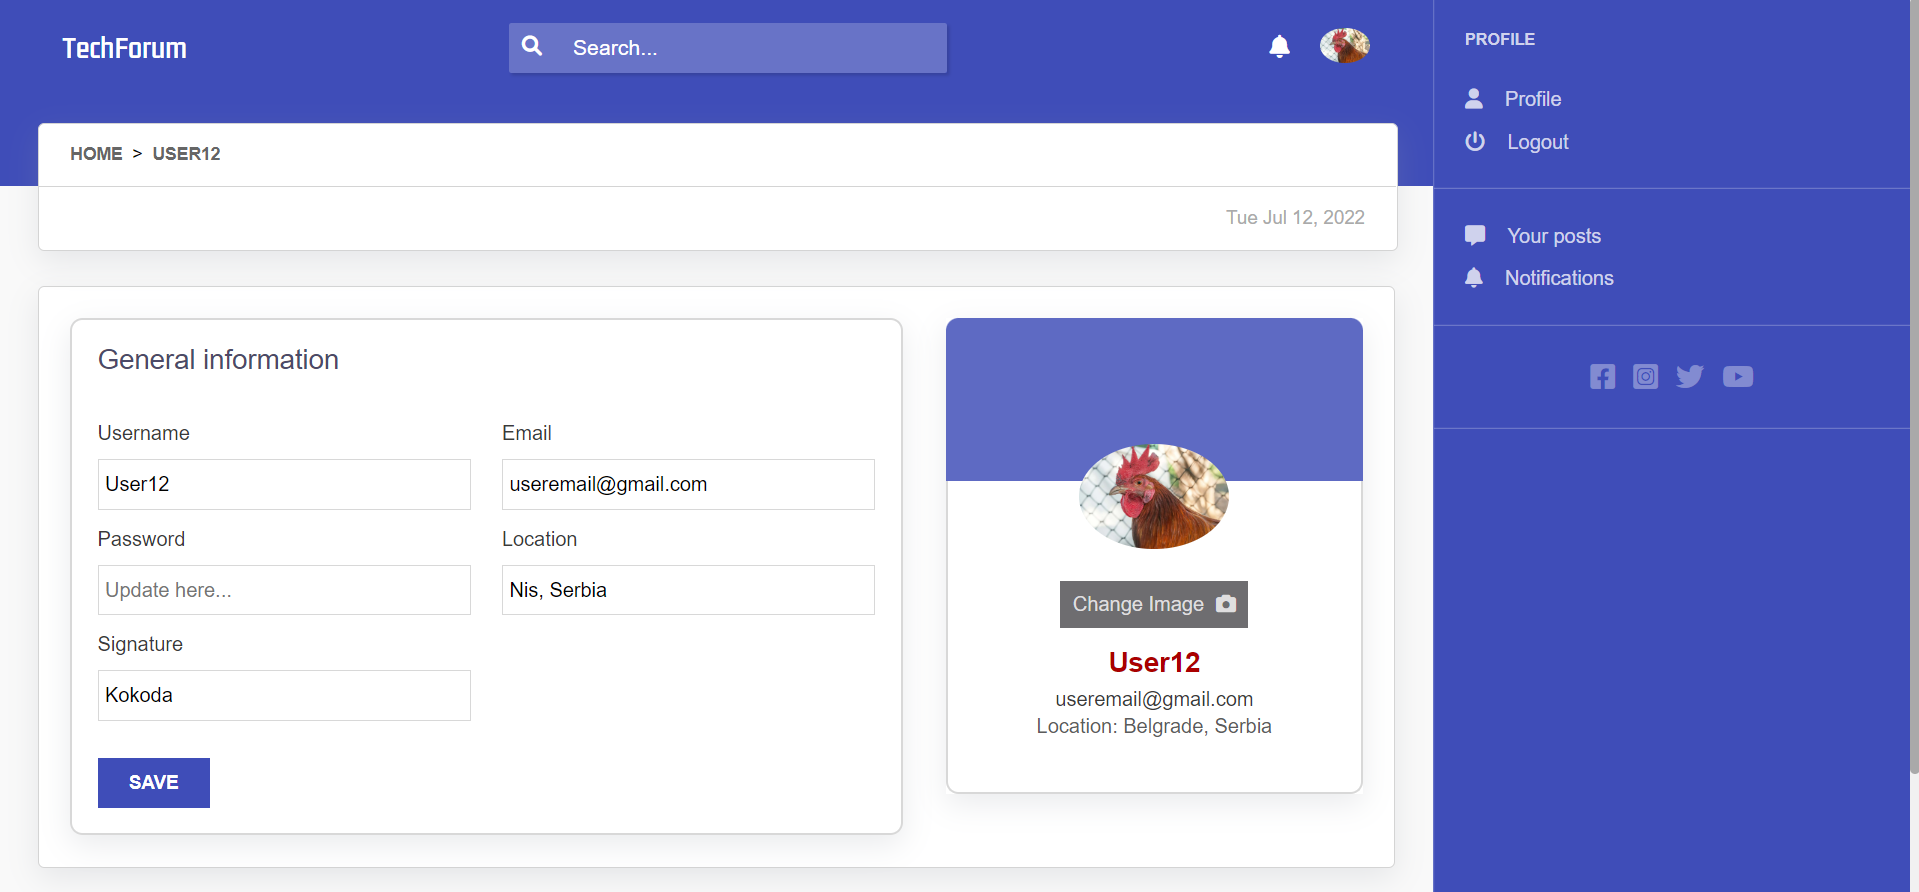 TechForum
Search...
HOME > USER12
Tue Jul 12, 2022
General information
Username
Email
User12
useremail@gmail.com
Password
Location
Update here...
Nis, Serbia
Signature
Kokoda
SAVE
Change Image
User12
useremail@gmail.com
Location: Belgrade, Serbia
PROFILE
Profile
Logout
Your posts
Notifications